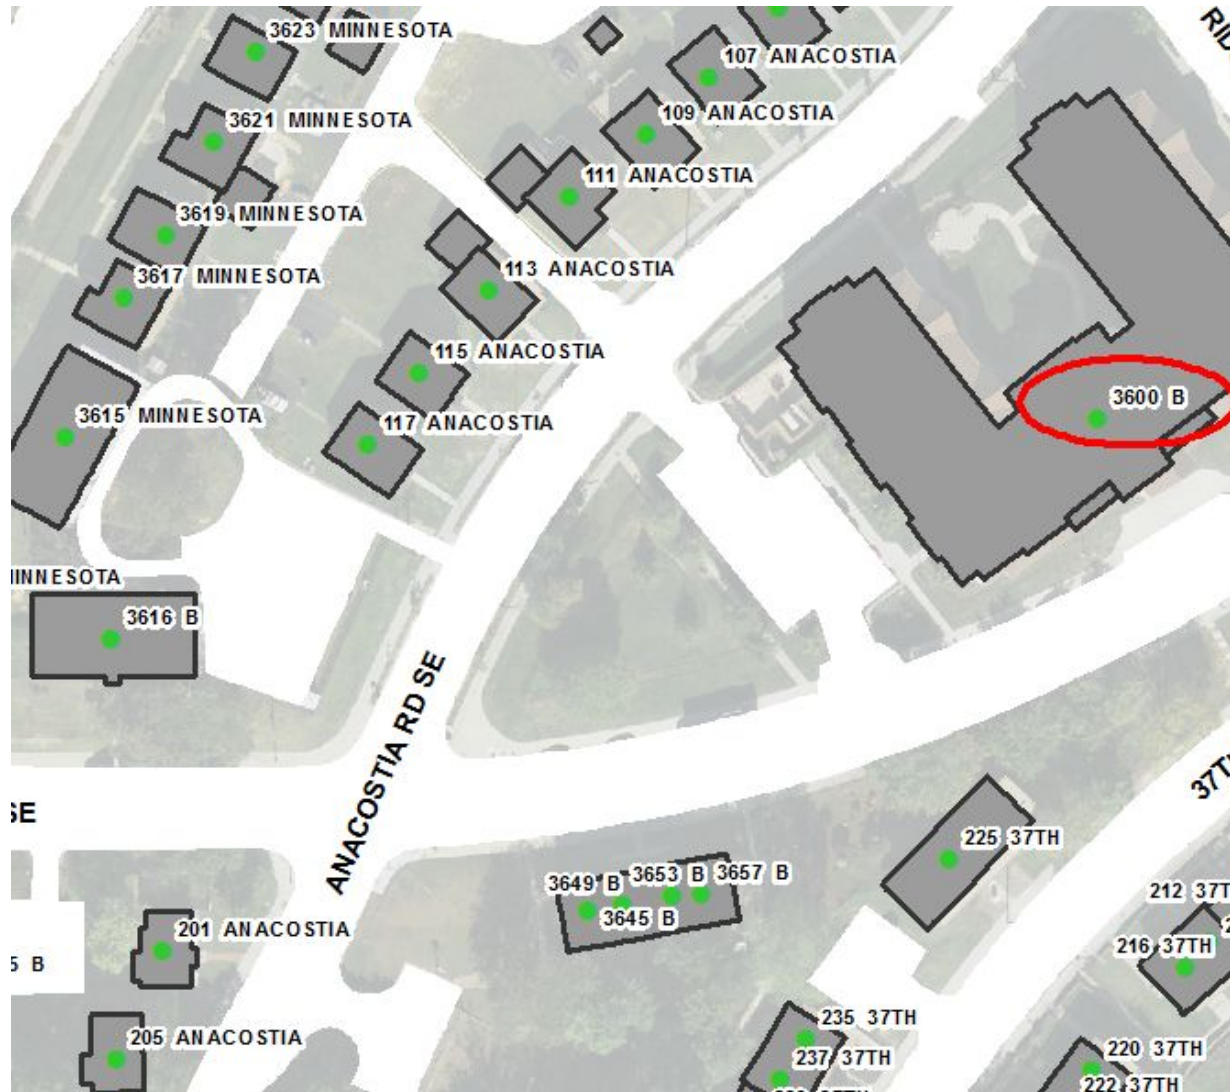 3623 MINNESOTA
107 ANACOSTIA
3621 MINNESOTA
109 ANACOSTIA
111 ANACOSTIA
3619 MINNESOTA
113 ANACOSTIA
3617 MINNESOTA
115 ANACOSTIA
3600 B
3615 MINNESOTA
117 ANACOSTIA
3616 B
ANACOSTIA RD SE
SE
225 37TH
3649 B
3653 B
3657 B
3645 B
212 37T
201 ANACOSTIA
216 37TH
5 B
205 ANACOSTIA
235 37TH
237 37TH
220 37TH
222 37TH